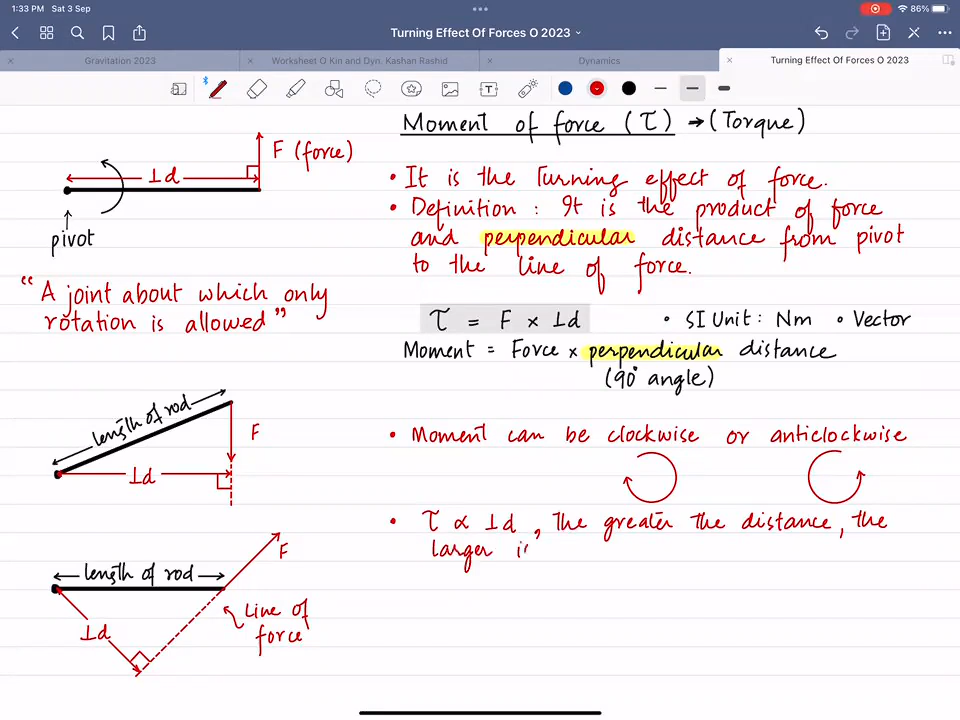 1:33 PM Sat 3 Sep
86%
Turning Effect Of Forces O 2023
Gravitation 2023
Worksheet O Kin and Dyn. Kashan Rashid
Dynamics
Turning Effect Of Forces O 2023
F (force)
⊥d
pivot
“A joint about which only
rotation is allowed”
length of rod
F
⊥d
length of rod
F
⊥d
Line of
force
Moment of force (τ) → (Torque)
• It is the Turning effect of force.
• Definition : It is the product of force
and perpendicular distance from pivot
to the line of force.
τ = F × ⊥d • SI Unit: Nm • Vector
Moment = Force × perpendicular distance
(90° angle)
• Moment can be clockwise or anticlockwise
• τ ∝ ⊥d, The greater the distance, the
larger i